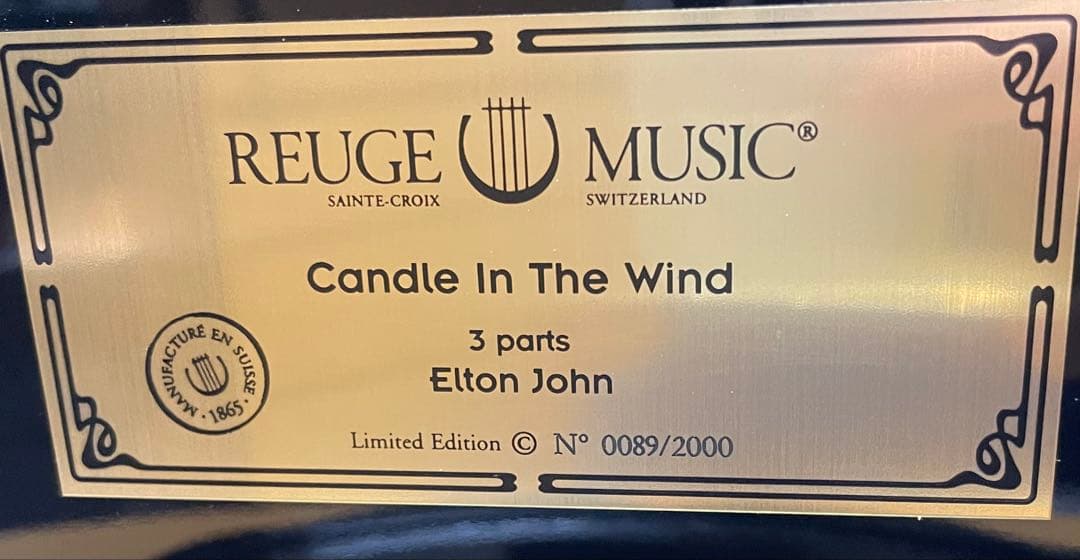 REUGE MUSIC®
SAINTE-CROIX SWITZERLAND
Candle In The Wind
3 parts
Elton John
MANUFACTURÉ EN SUISSE · 1865 ·
Limited Edition © N° 0089/2000